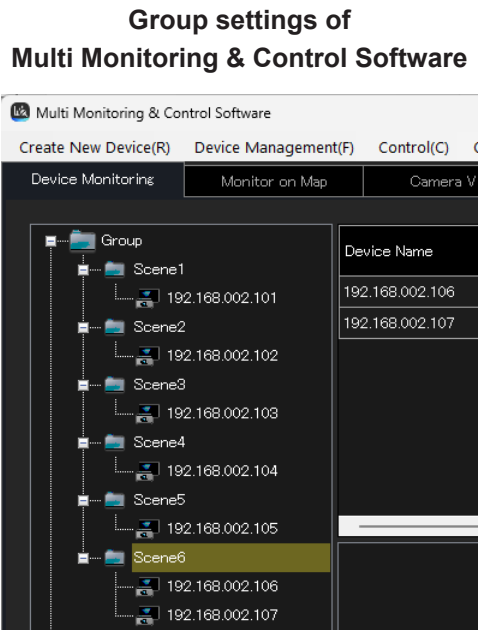 Group settings of
Multi Monitoring & Control Software
Multi Monitoring & Control Software
Create New Device(R) Device Management(F) Control(C)
Device Monitoring Monitor on Map Camera V
Group
Scene1
192.168.002.101
Scene2
192.168.002.102
Scene3
192.168.002.103
Scene4
192.168.002.104
Scene5
192.168.002.105
Scene6
192.168.002.106
192.168.002.107
Device Name
192.168.002.106
192.168.002.107